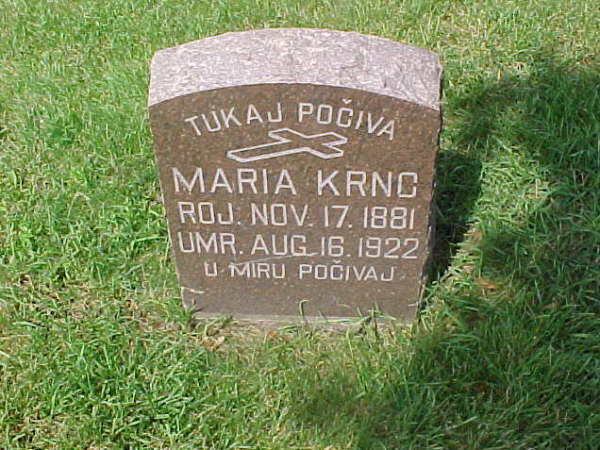 TUKAJ POČIVA
MARIA KRNC
ROJ. NOV. 17. 1881
UMR. AUG. 16. 1922
U MIRU POČIVAJ